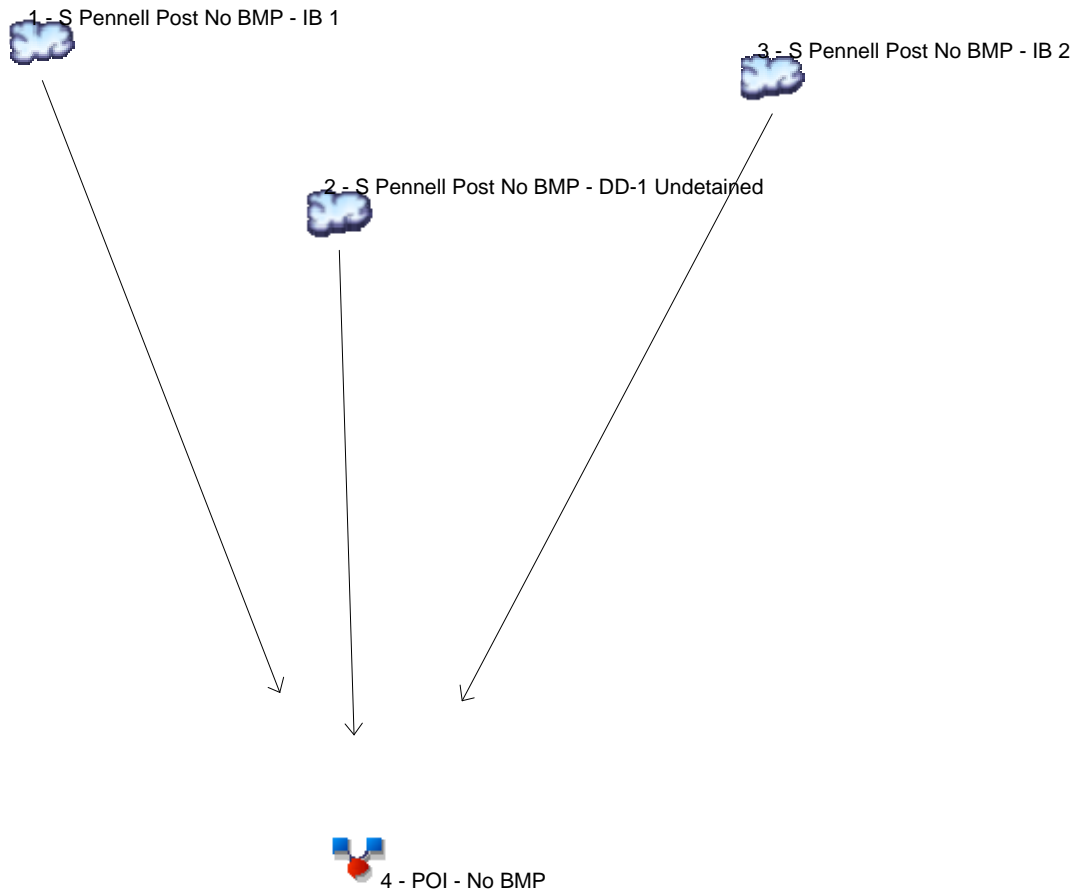 1 - S Pennell Post No BMP - IB 1
3 - S Pennell Post No BMP - IB 2
2 - S Pennell Post No BMP - DD-1 Undetained
4 - POI - No BMP